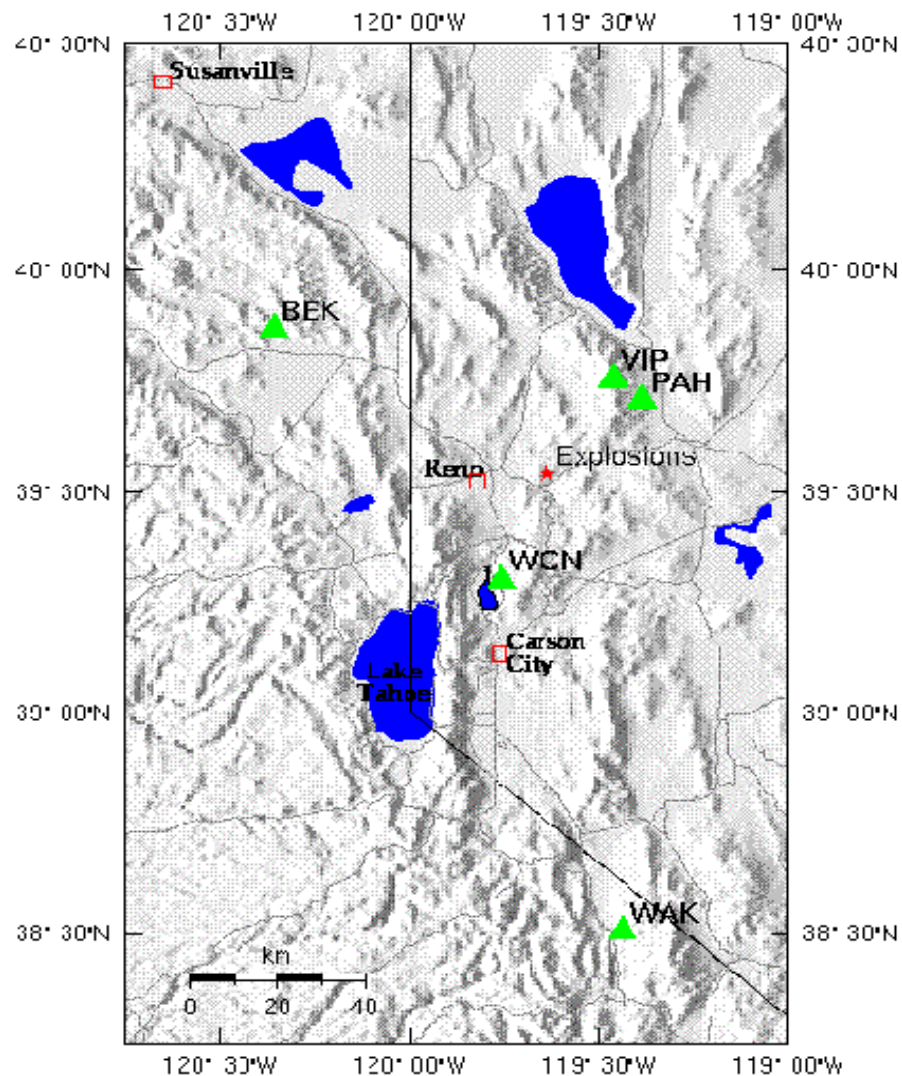 120° 30'W 120° 00'W 119° 30'W 119° 00'W
40° 30'N 40° 30'N
Susanville
40° 00'N 40° 00'N
BEK
VIP
PAH
Reno
Explosions
39° 30'N 39° 30'N
WCN
Carson
City
Lake
Tahoe
39° 00'N 39° 00'N
WAK
38° 30'N 38° 30'N
km
0 20 40
120° 30'W 120° 00'W 119° 30'W 119° 00'W